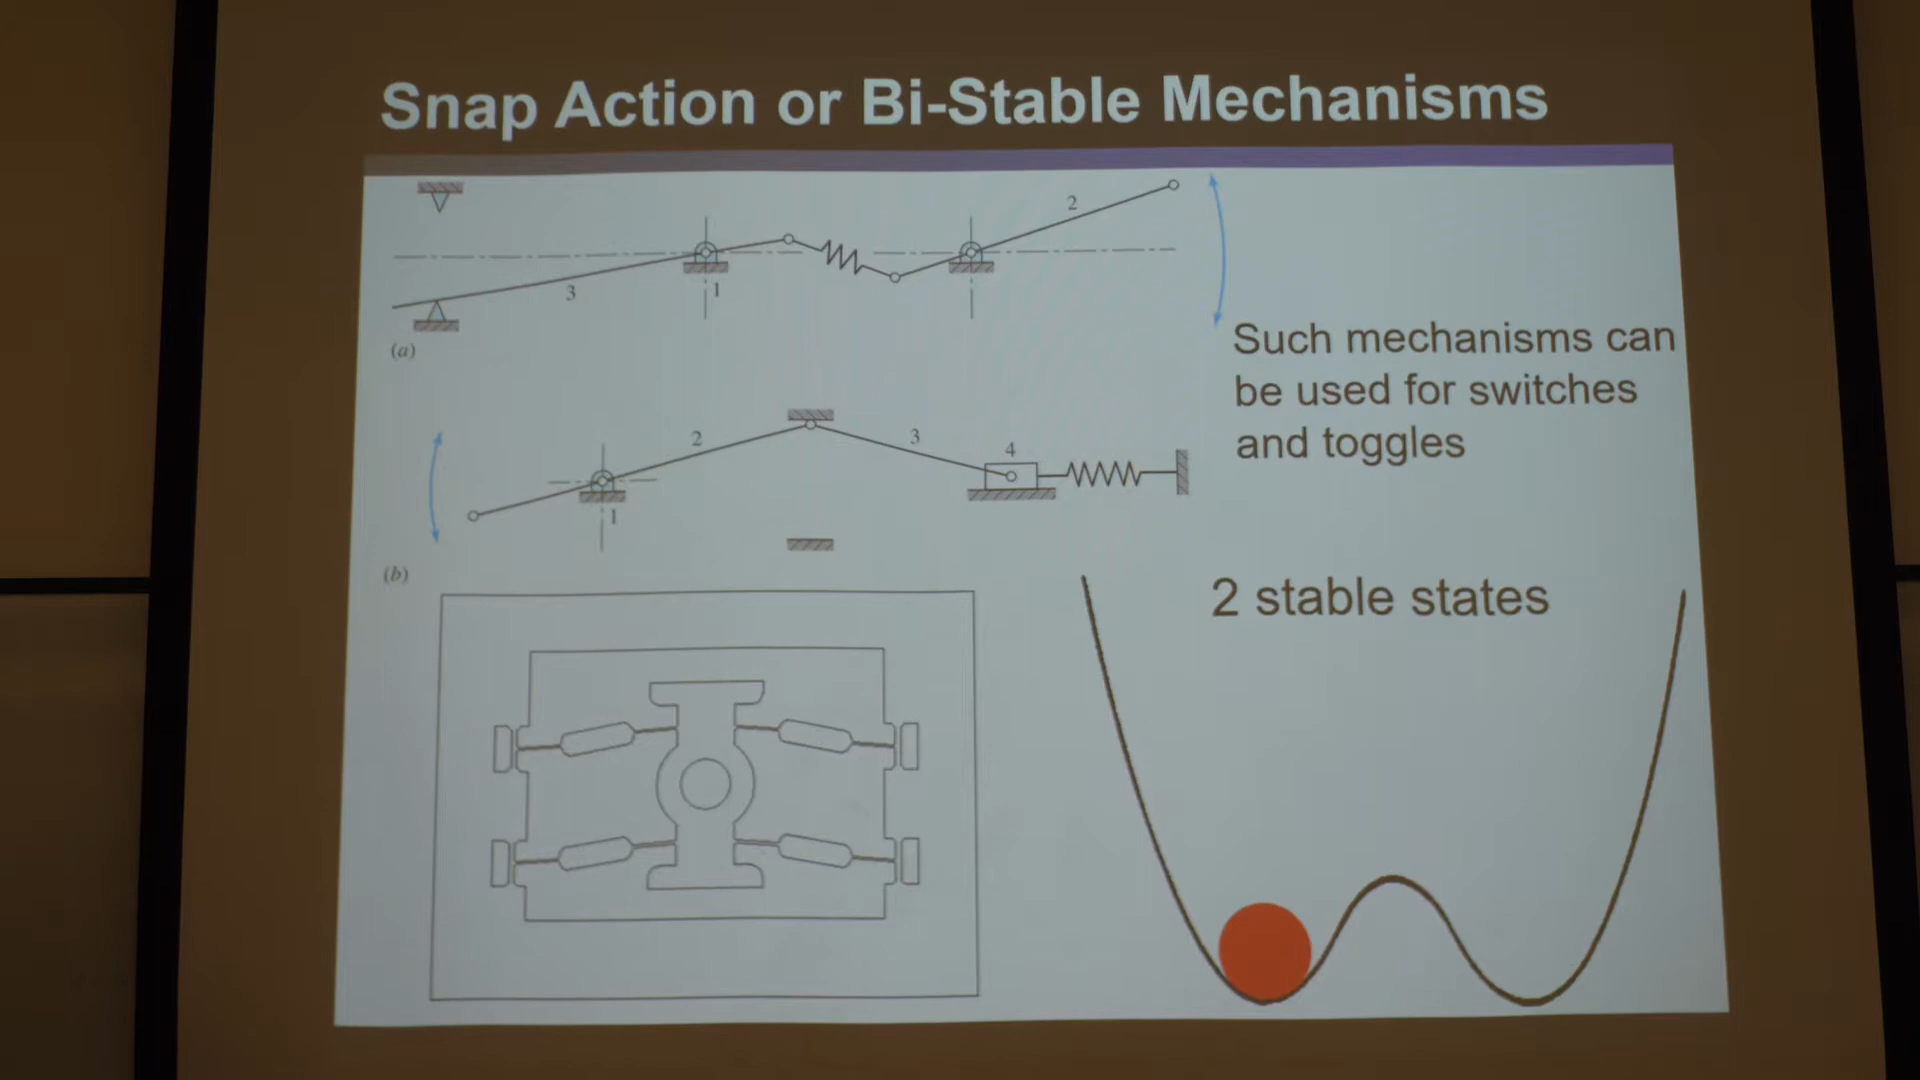 Snap Action or Bi-Stable Mechanisms
2
3
1
(a)
Such mechanisms can
be used for switches
and toggles
2
3
4
1
(b)
2 stable states